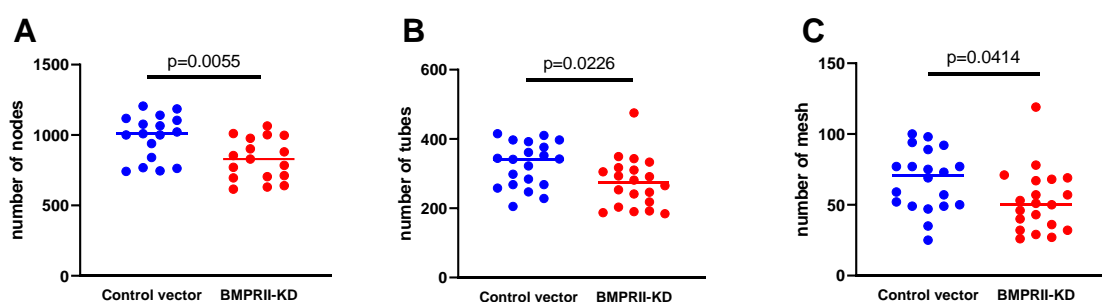 A
p=0.0055
number of nodes
1500
1000
500
0
Control vector BMPRII-KD
B
p=0.0226
number of tubes
600
400
200
0
Control vector BMPRII-KD
C
p=0.0414
number of mesh
150
100
50
0
Control vector BMPRII-KD